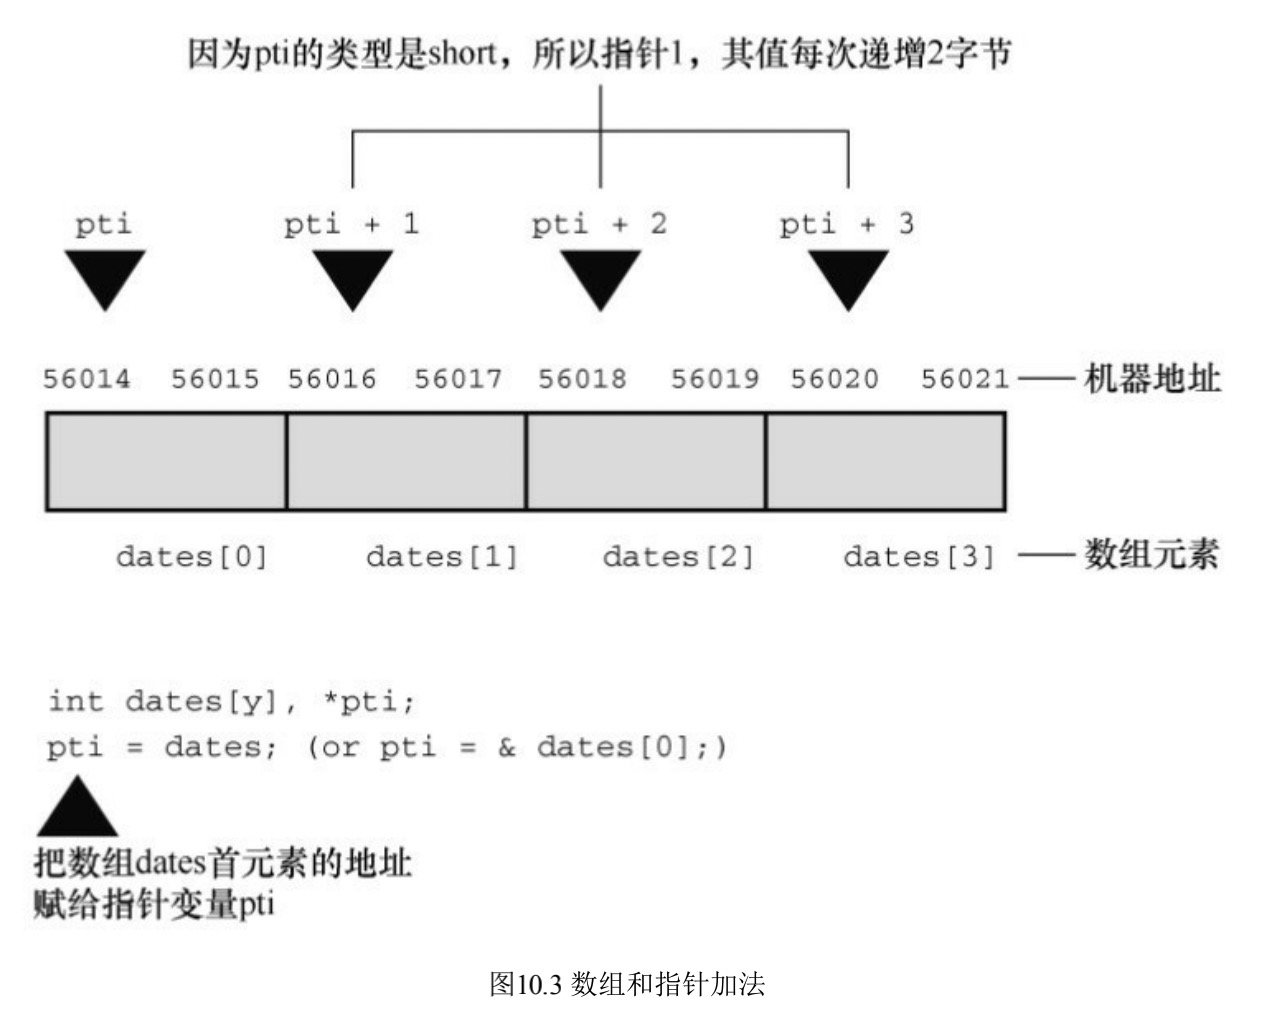 因为pti的类型是short，所以指针1，其值每次递增2字节
pti pti + 1 pti + 2 pti + 3
56014 56015 56016 56017 56018 56019 56020 56021 机器地址
dates[0] dates[1] dates[2] dates[3] 数组元素
int dates[y], *pti;
pti = dates; (or pti = & dates[0];)
把数组dates首元素的地址
赋给指针变量pti
图10.3 数组和指针加法